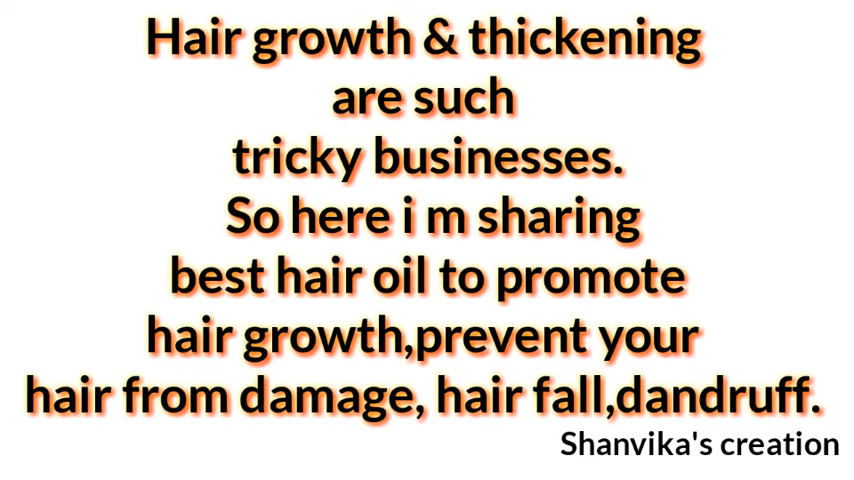 Hair growth & thickening
are such
tricky businesses.
So here i m sharing
best hair oil to promote
hair growth,prevent your
hair from damage, hair fall,dandruff.
Shanvika's creation